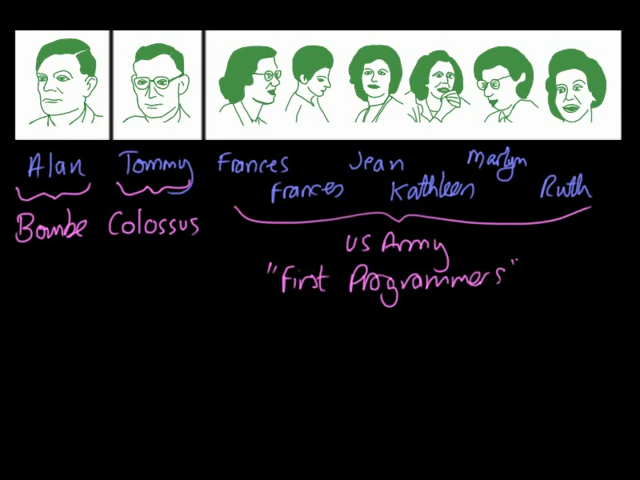 Alan Tommy Frances Jean Marlyn
Frances Kathleen Ruth
Bombe Colossus
US Army
"First Programmers"